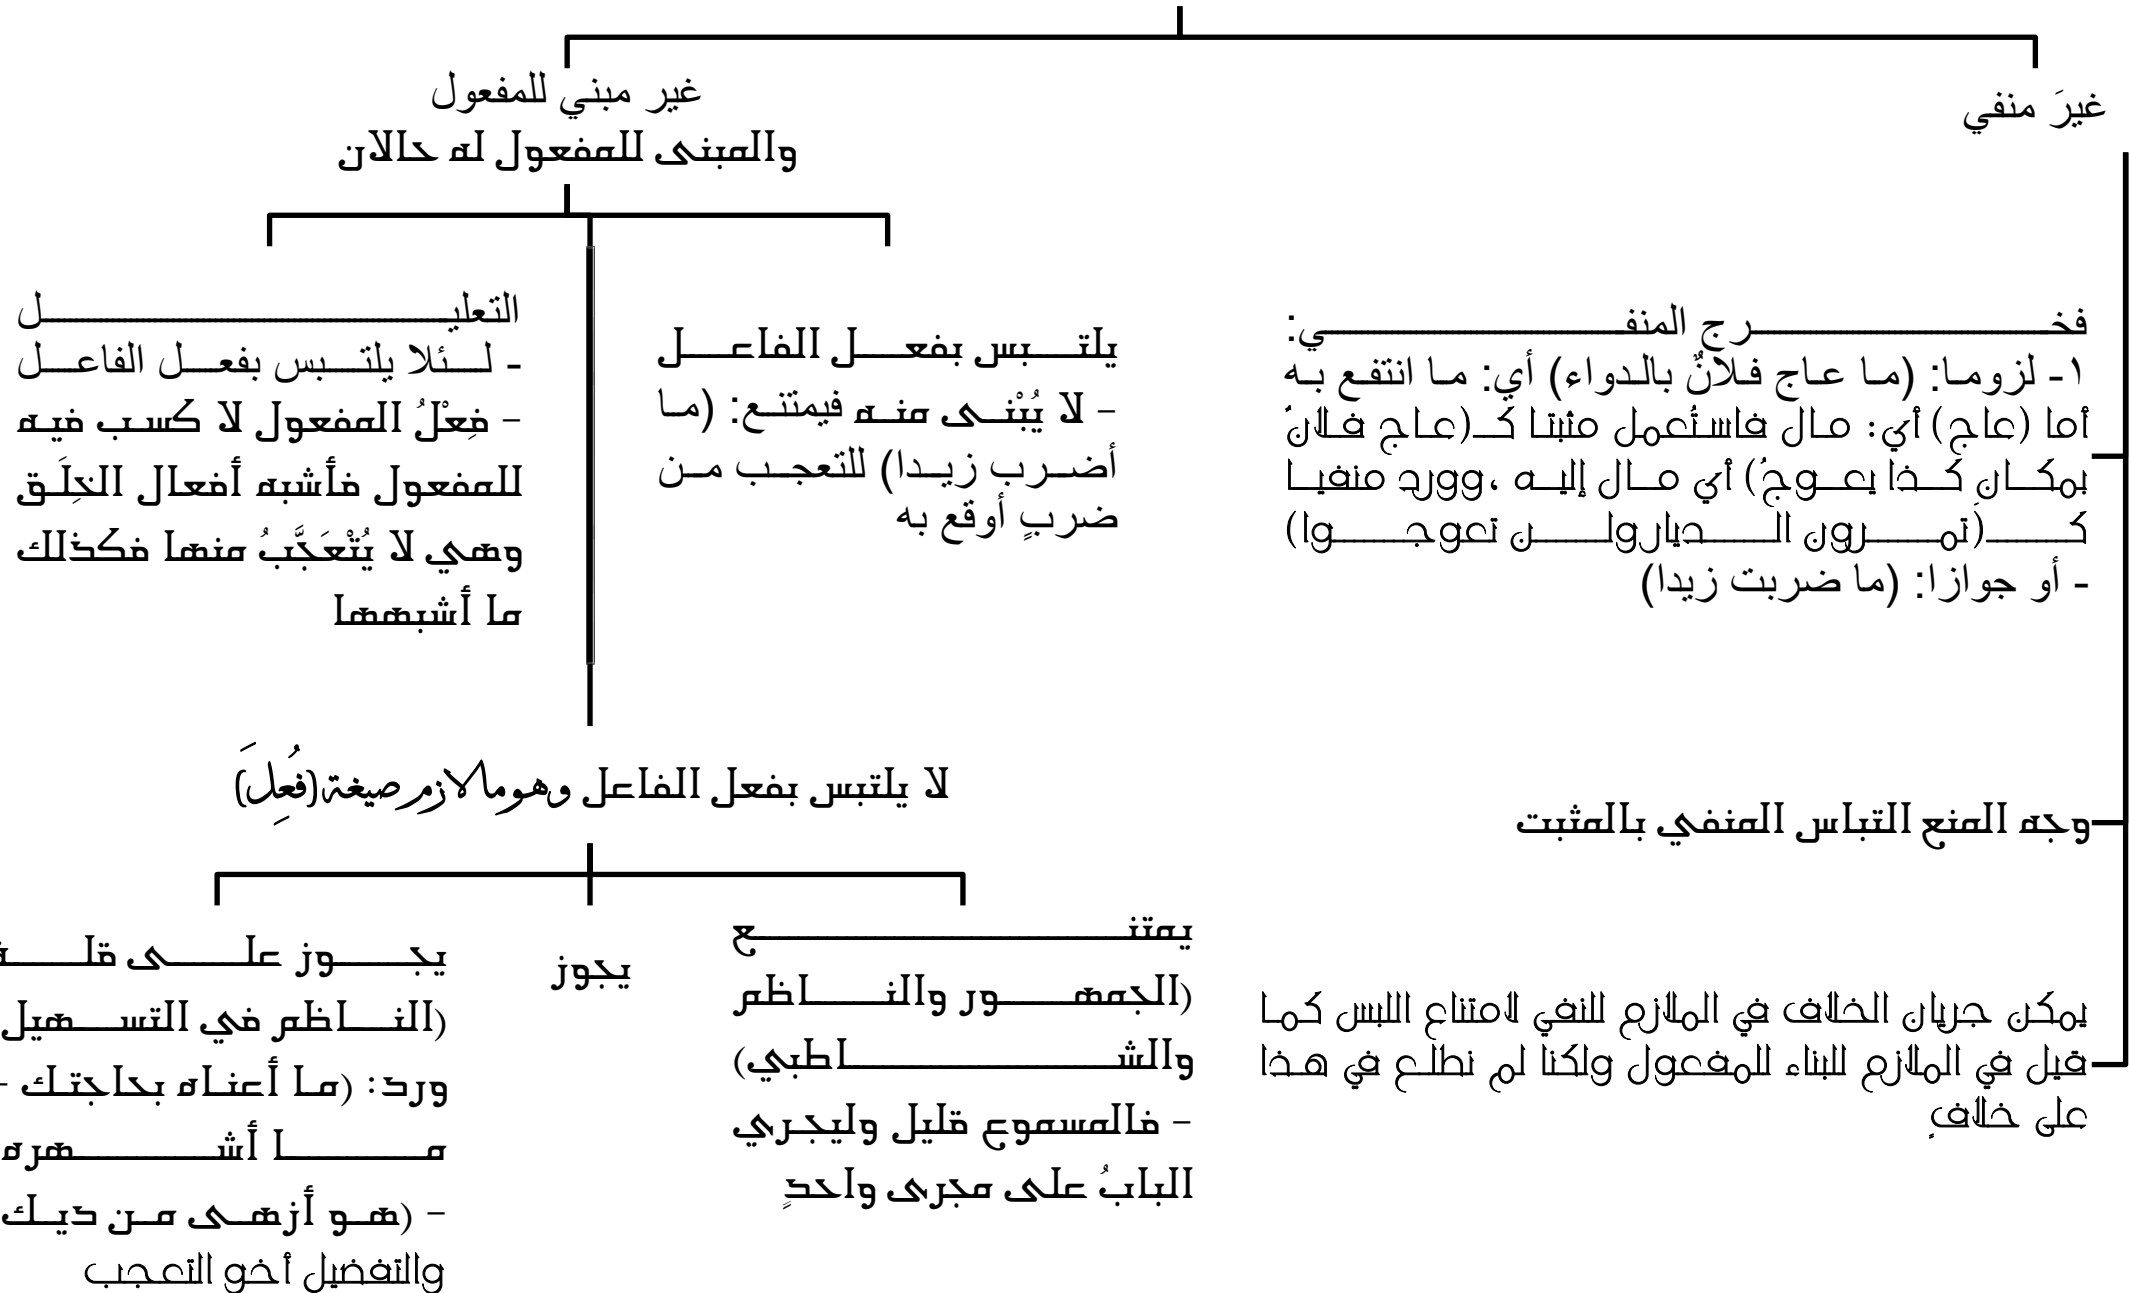 غيرَ منفي
فخرج المنفي:
١- لزوما: (ما عاج فلانٌ بالدواء) أي: ما انتفع به
أما (عاج) أي: مال فاستُعمل مثبتا كـ(عاج فلانٌ
بمكانِ كذا يعوجُ) أي مال إليه ،وورد منفيا
كـ(تمرون الديارولن تعوجوا)
- أو جوازا: (ما ضربت زيدا)
وجه المنع التباس المنفي بالمثبت
يمكن جريان الخلاف في الملازم للنفي لامتناع اللبس كما
قيل في الملازم للبناء للمفعول ولكنا لم نطلع في هذا
على خلافٍ
غير مبني للمفعول
والمبنى للمفعول له حالان
يلتبس بفعل الفاعل
- لا يُبْنى منه فيمتنع: (ما
أضرب زيدا) للتعجب من
ضربٍ أوقع به
التعليل
- لئلا يلتبس بفعل الفاعل
- فِعْلُ المفعول لا كسب فيه
للمفعول فأشبه أفعال الخِلَق
وهي لا يُتْعَجَّبُ منها فكذلك
ما أشبهها
لا يلتبس بفعل الفاعل وهوما لازم صيغة (فُعِلَ)
يمتنع
(الجمهور والناظم
والشاطبي)
- فالمسموع قليل وليجري
البابُ على مجرى واحدٍ
يجوز
يجوز على
(الناظم في التسهيل
ورد: (ما أعناه بحاجتك -
ما أشهره
- (هو أزهى من ديك
والتفضيل أخو التعجب